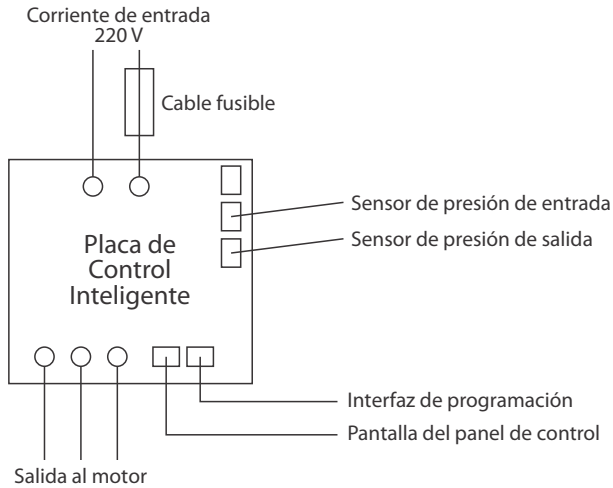 Corriente de entrada
220 V
Cable fusible
Sensor de presión de entrada
Sensor de presión de salida
Placa de
Control
Inteligente
Interfaz de programación
Pantalla del panel de control
Salida al motor